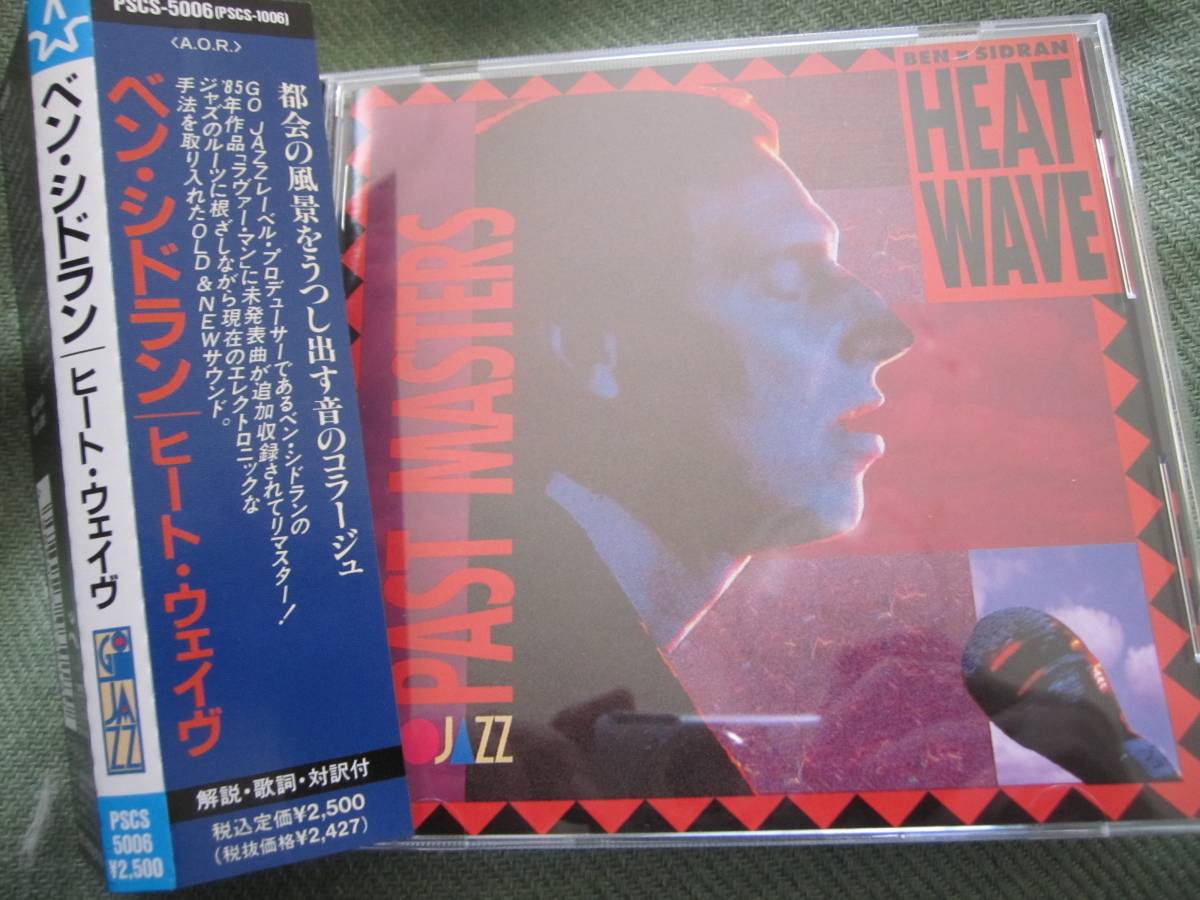 PSCS-5006(PSCS-1006)
〈A.O.R.〉
都会の風景をうつし出す音のコラージュ
GO JAZZレーベル・プロデューサーであるベン・シドランの
'85年作品「ラヴァー・マン」に未発表曲が追加収録されてリマスター!
ジャズのルーツに根ざしながら現在のエレクトロニックな
手法を取り入れたOLD & NEWサウンド。
ベン・シドラン|ヒート・ウェイヴ
解説・歌詞・対訳付
税込定価¥2,500
(税抜価格¥2,427)
ベン・シドラン|ヒート・ウェイヴ
GO JAZZ
PSCS
5006
¥2,500
BEN SIDRAN
HEAT
WAVE
PAST MASTERS
JAZZ